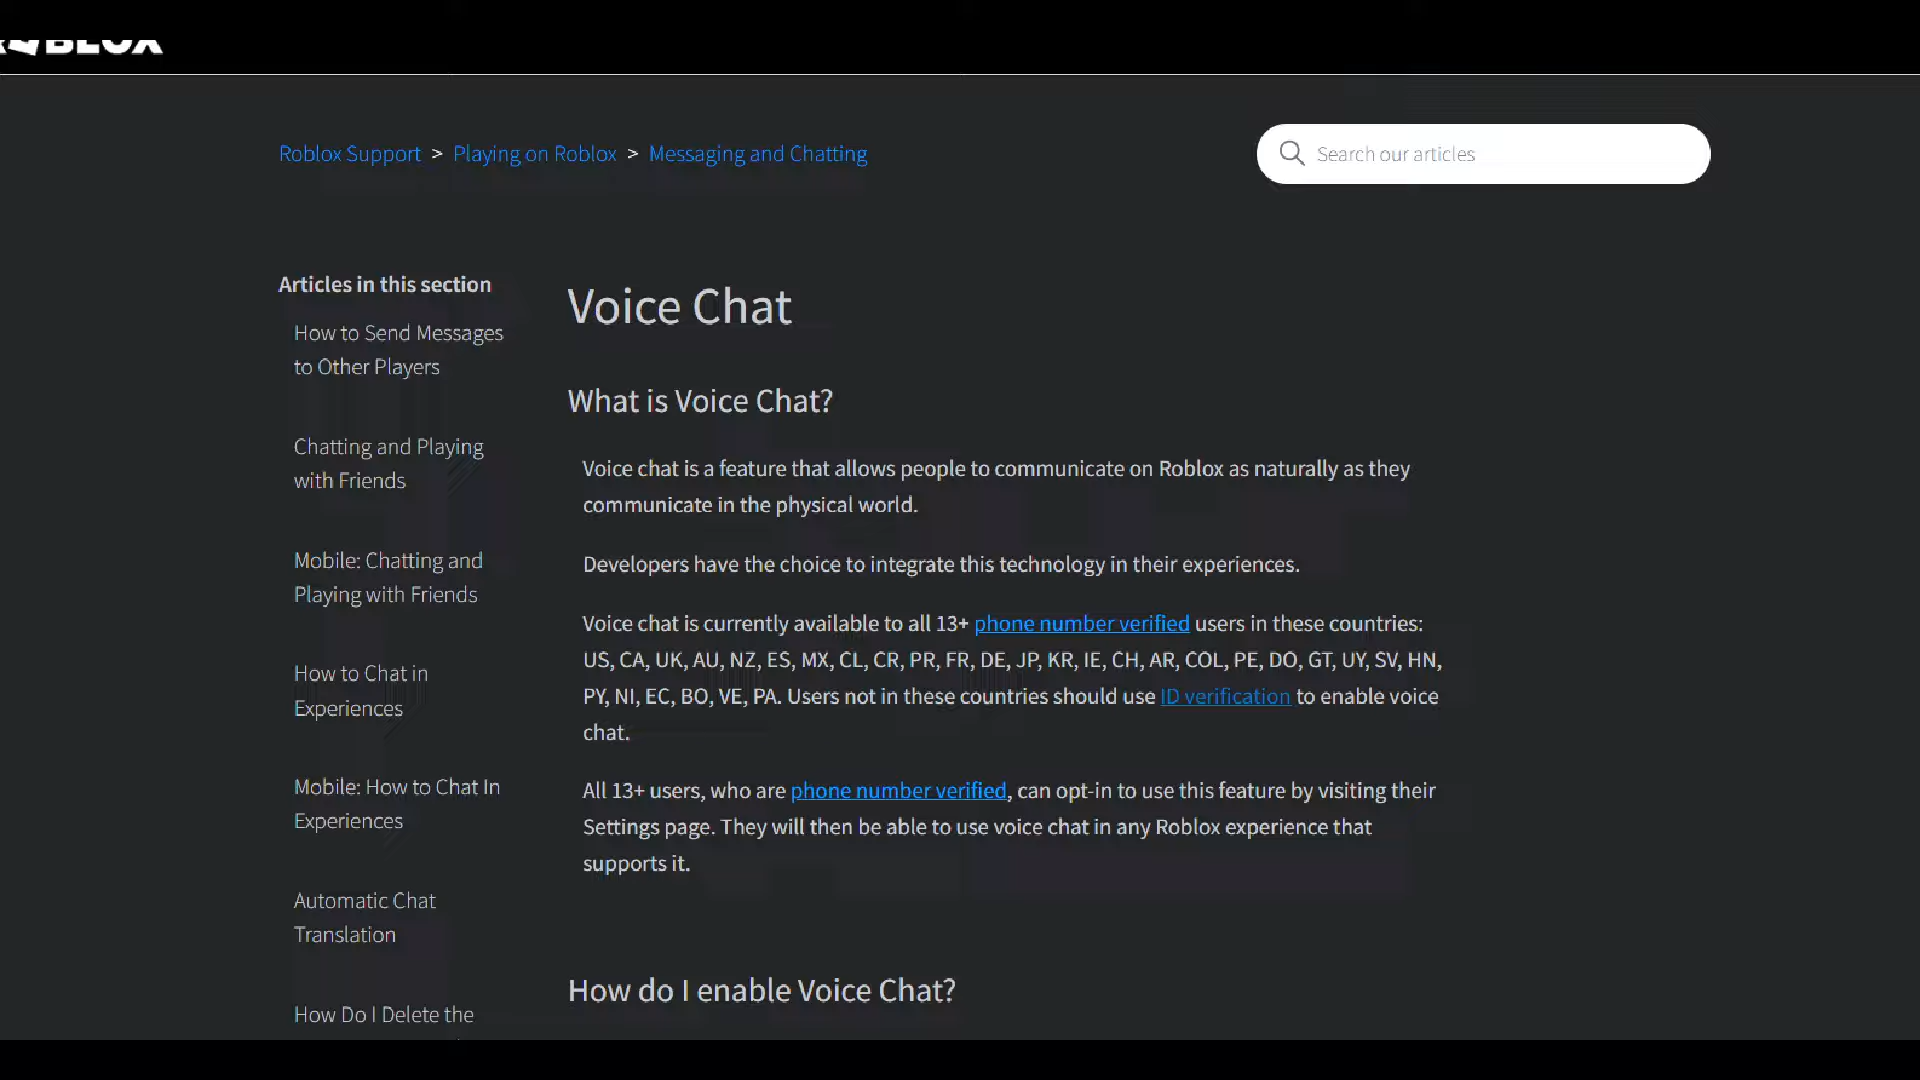 ROBLOX
Roblox Support > Playing on Roblox > Messaging and Chatting
Search our articles
Articles in this section
How to Send Messages
to Other Players
Chatting and Playing
with Friends
Mobile: Chatting and
Playing with Friends
How to Chat in
Experiences
Mobile: How to Chat In
Experiences
Automatic Chat
Translation
How Do I Delete the
Voice Chat
What is Voice Chat?
Voice chat is a feature that allows people to communicate on Roblox as naturally as they
communicate in the physical world.
Developers have the choice to integrate this technology in their experiences.
Voice chat is currently available to all 13+ phone number verified users in these countries:
US, CA, UK, AU, NZ, ES, MX, CL, CR, PR, FR, DE, JP, KR, IE, CH, AR, COL, PE, DO, GT, UY, SV, HN,
PY, NI, EC, BO, VE, PA. Users not in these countries should use ID verification to enable voice
chat.
All 13+ users, who are phone number verified, can opt-in to use this feature by visiting their
Settings page. They will then be able to use voice chat in any Roblox experience that
supports it.
How do I enable Voice Chat?